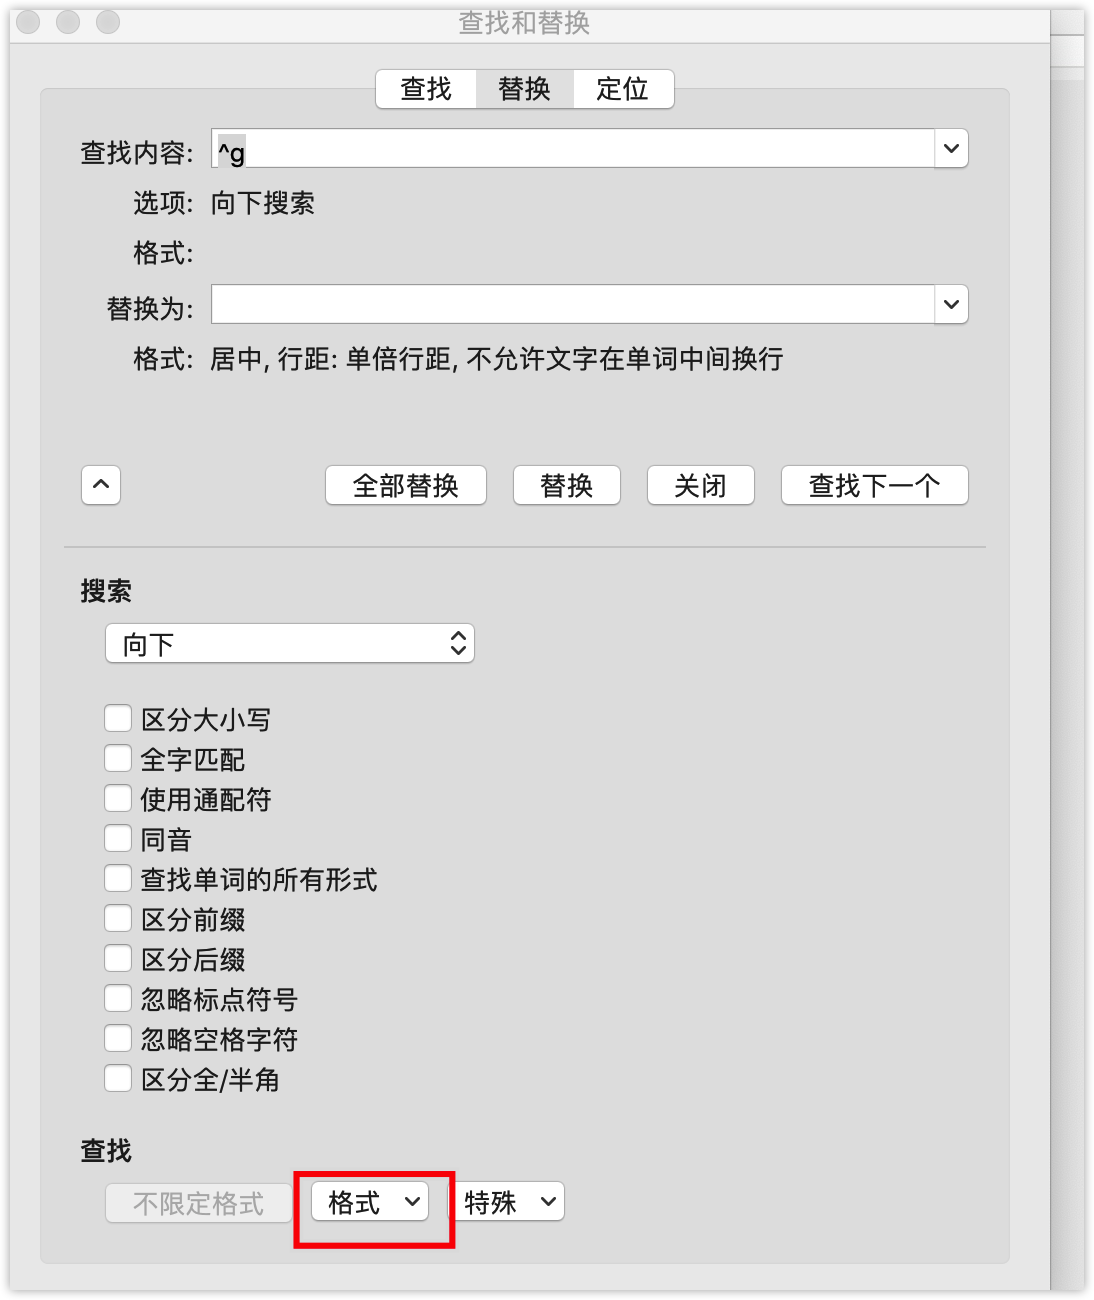 查找和替换
查找 替换 定位
查找内容: ^g
选项: 向下搜索
格式:
替换为:
格式: 居中, 行距: 单倍行距, 不允许文字在单词中间换行
全部替换 替换 关闭 查找下一个
搜索
向下
区分大小写
全字匹配
使用通配符
同音
查找单词的所有形式
区分前缀
区分后缀
忽略标点符号
忽略空格字符
区分全/半角
查找
不限定格式 格式 特殊